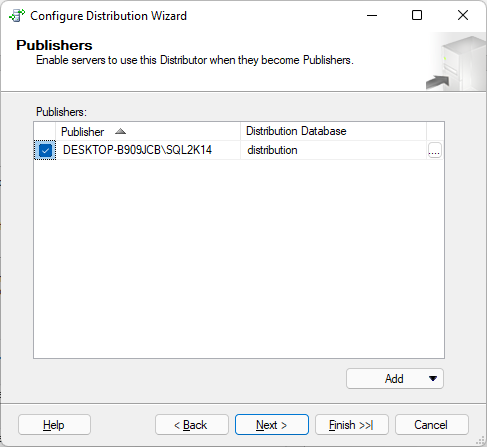 Configure Distribution Wizard
Publishers
Enable servers to use this Distributor when they become Publishers.
Publishers:
Publisher Distribution Database
DESKTOP-B909JCB\SQL2K14 distribution ....
Add
Help < Back Next > Finish >>| Cancel